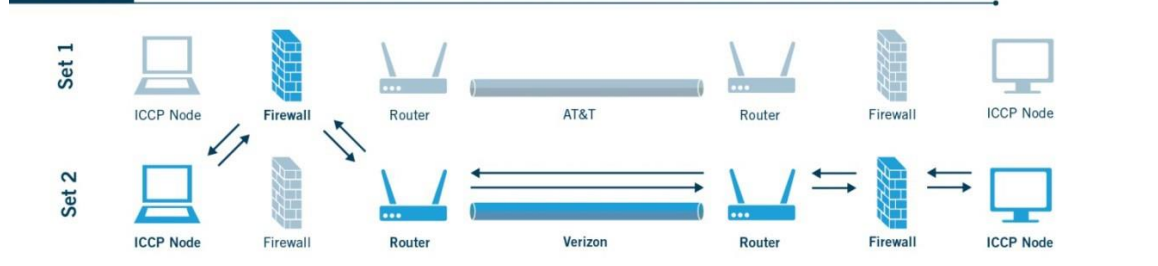 Set 1
ICCP Node
Firewall
Router
AT&T
Router
Firewall
ICCP Node
Set 2
ICCP Node
Firewall
Router
Verizon
Router
Firewall
ICCP Node